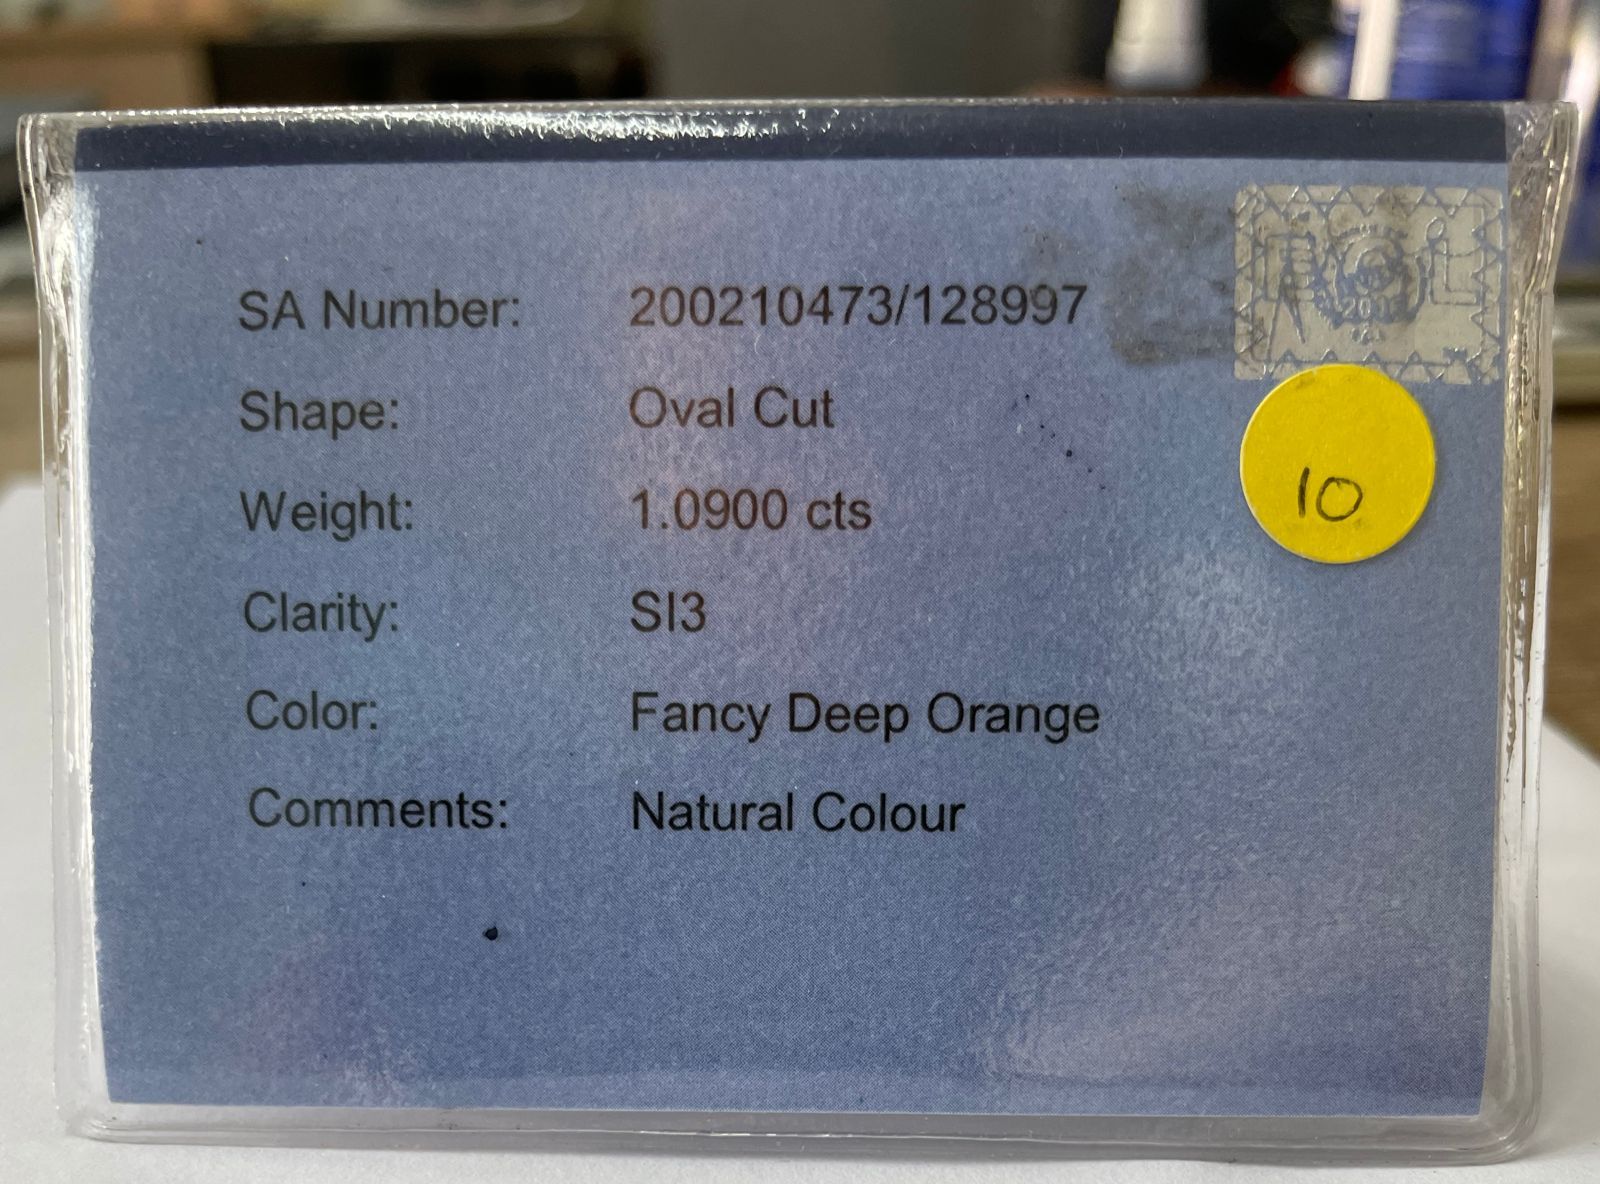 SA Number: 200210473/128997
Shape: Oval Cut
Weight: 1.0900 cts
Clarity: SI3
Color: Fancy Deep Orange
Comments: Natural Colour
10